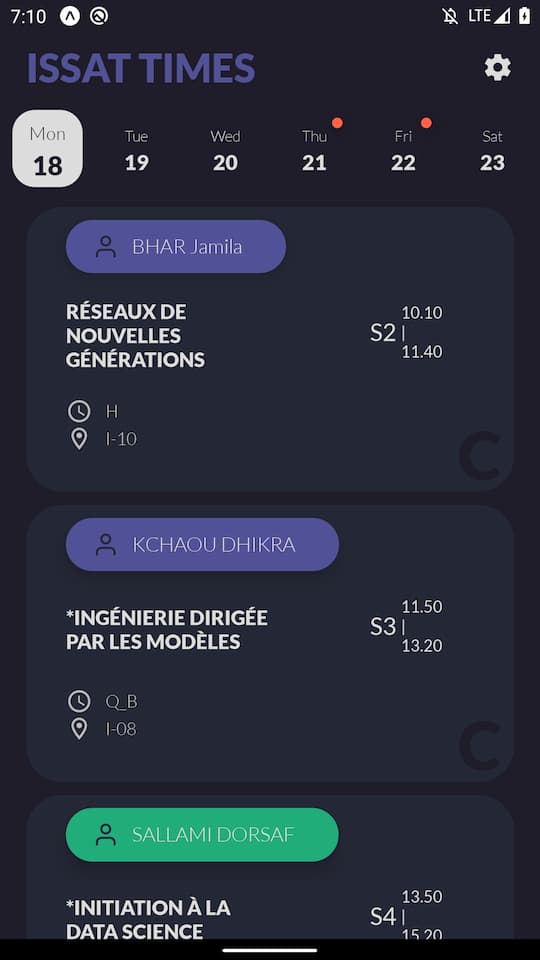 7:10
LTE
ISSAT TIMES
Mon Tue Wed Thu Fri Sat
18 19 20 21 22 23
BHAR Jamila
RÉSEAUX DE
NOUVELLES
GÉNÉRATIONS
S2
10.10
|
11.40
H
I-10
C
KCHAOU DHIKRA
*INGÉNIERIE DIRIGÉE
PAR LES MODÈLES
S3
11.50
|
13.20
Q_B
I-08
C
SALLAMI DORSAF
*INITIATION À LA
DATA SCIENCE
S4
13.50
|
15.20